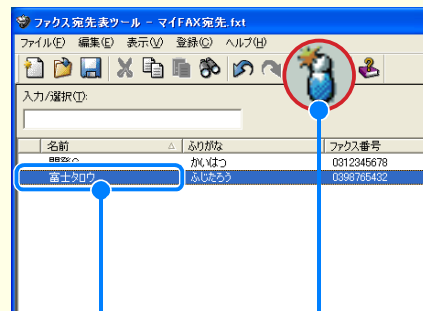 ファクス宛先表ツール - マイFAX宛先.fxt
ファイル(F) 編集(E) 表示(V) 登録(C) ヘルプ(H)
入力/選択(T):
名前 ふりがな ファクス番号
かいはつ 0312345678
富士タロウ ふじたろう 0398765432